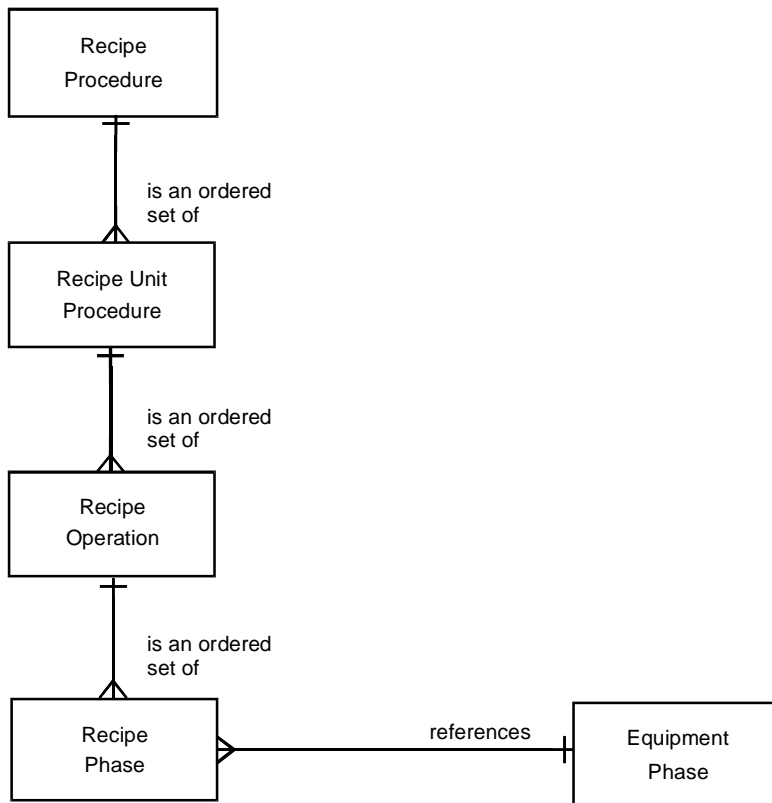 Recipe
Procedure
is an ordered
set of
Recipe Unit
Procedure
is an ordered
set of
Recipe
Operation
is an ordered
set of
Recipe
Phase
references
Equipment
Phase